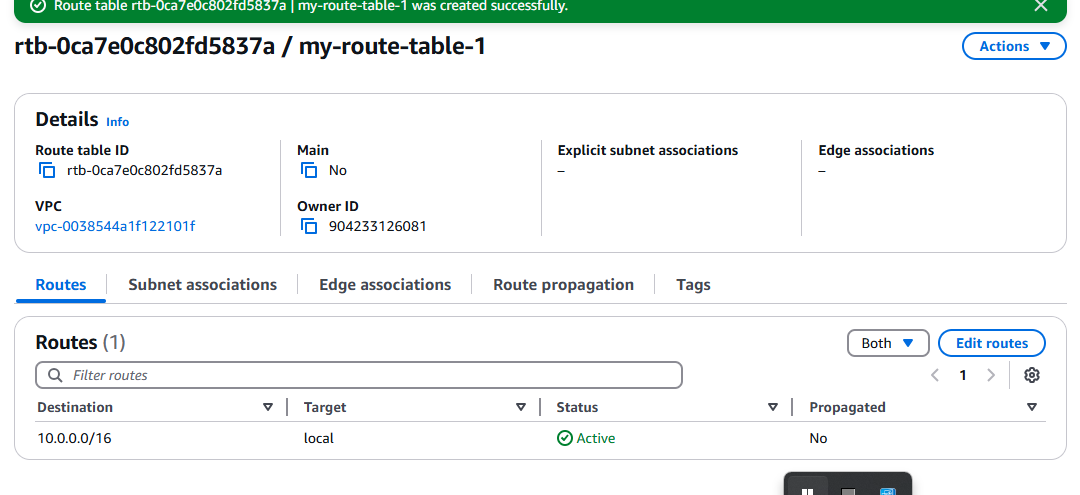 Route table rtb-0ca7e0c802fd5837a | my-route-table-1 was created successfully.
rtb-0ca7e0c802fd5837a / my-route-table-1
Actions
Details Info
Route table ID
rtb-0ca7e0c802fd5837a
Main
No
Explicit subnet associations
–
Edge associations
–
VPC
vpc-0038544a1f122101f
Owner ID
904233126081
Routes Subnet associations Edge associations Route propagation Tags
Routes (1)
Both
Edit routes
Filter routes
1
Destination Target Status Propagated
10.0.0.0/16 local Active No